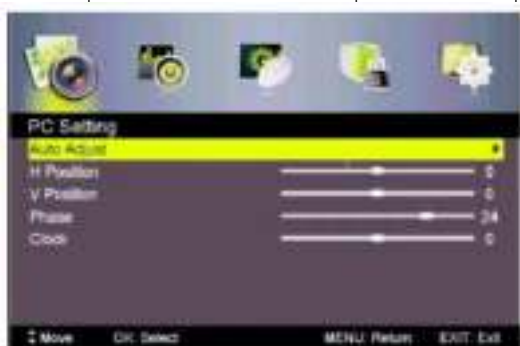 PC Setting
Auto Adjust
H Position 0
V Position 0
Phase 24
Clock 0
Move OK: Select MENU: Return EXIT: Exit